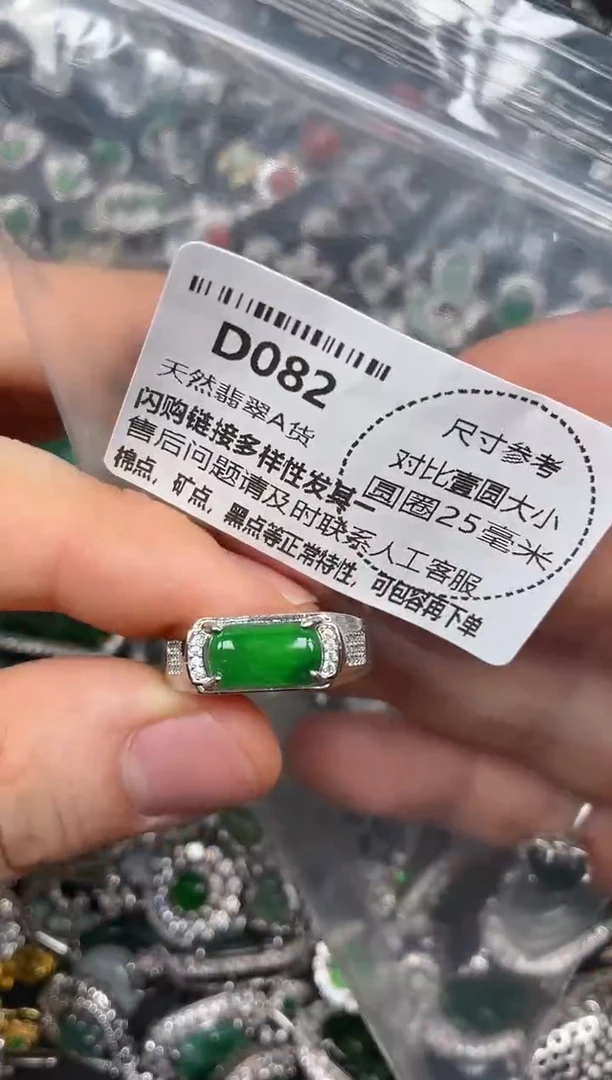 D082
天然翡翠A货
闪购链接多样性发其一
售后问题请及时联系人工客服
棉点，矿点，黑点等正常特性，可包容再下单
尺寸参考
对比壹圆大小
圆圈25毫米